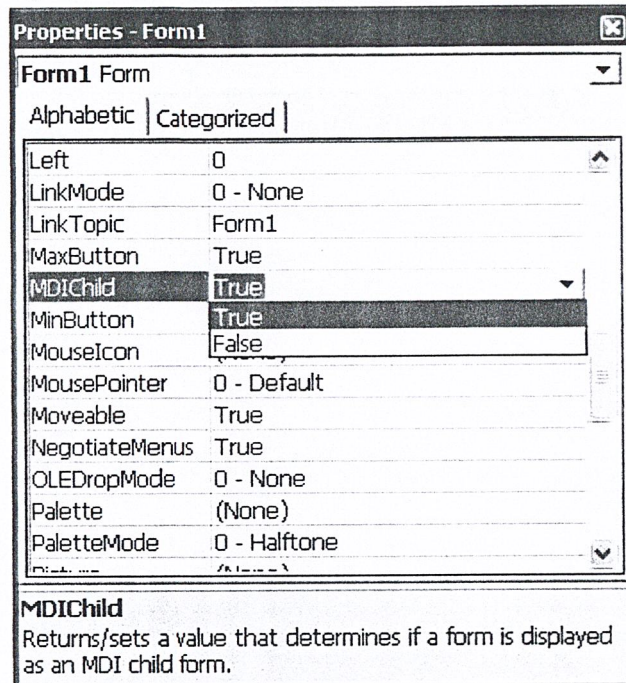 Properties - Form1
Form1 Form
Alphabetic Categorized
Left 0
LinkMode 0 - None
LinkTopic Form1
MaxButton True
MDIChild True
MinButton True
MouseIcon False
MousePointer 0 - Default
Moveable True
NegotiateMenus True
OLEDropMode 0 - None
Palette (None)
PaletteMode 0 - Halftone
MDIChild
Returns/sets a value that determines if a form is displayed
as an MDI child form.